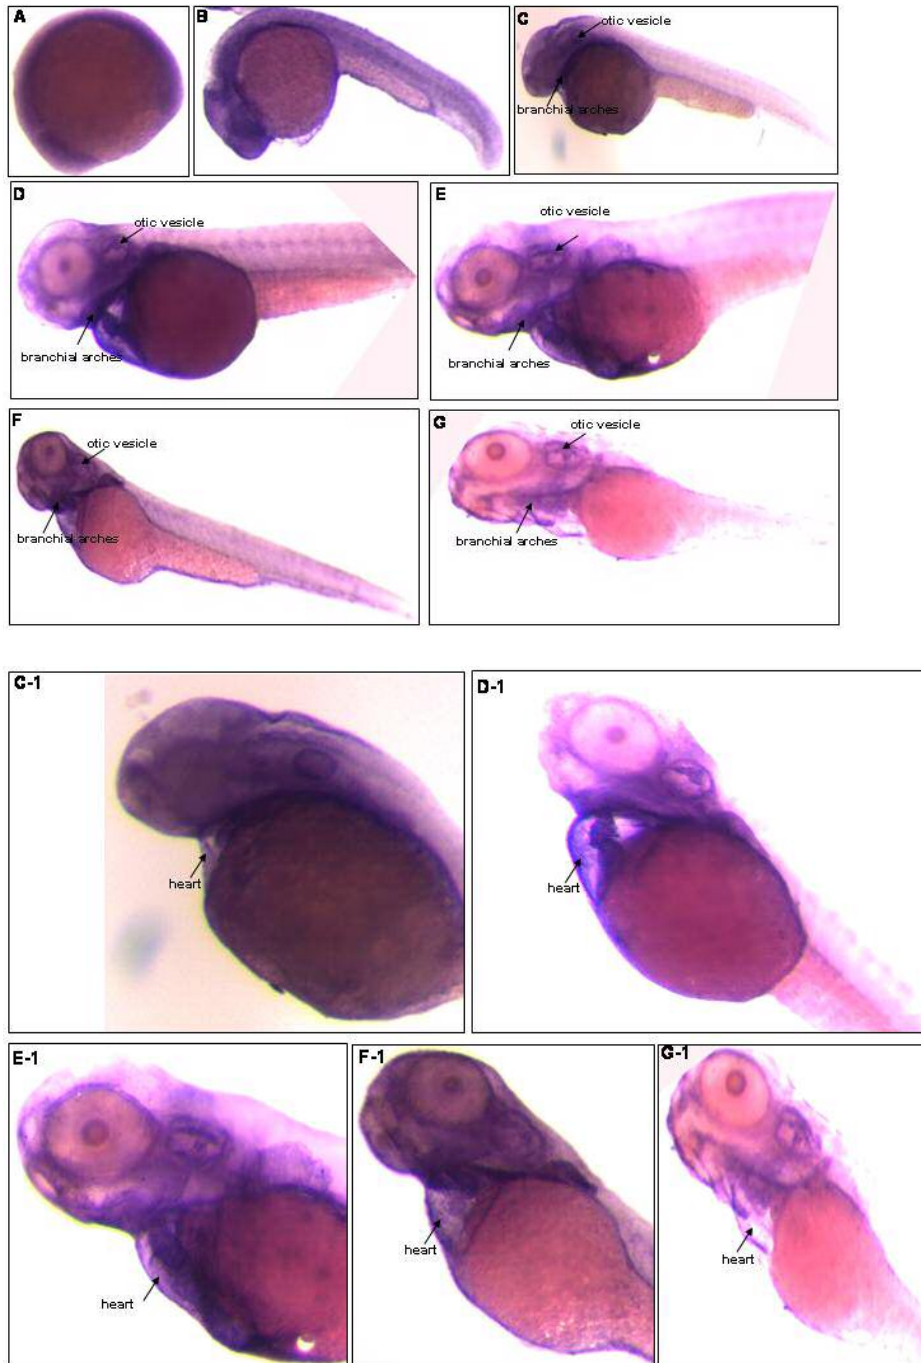 A
B
C
otic vesicle
branchial arches
D
otic vesicle
branchial arches
E
otic vesicle
branchial arches
F
otic vesicle
branchial arches
G
otic vesicle
branchial arches
C-1
heart
D-1
heart
E-1
heart
F-1
heart
G-1
heart